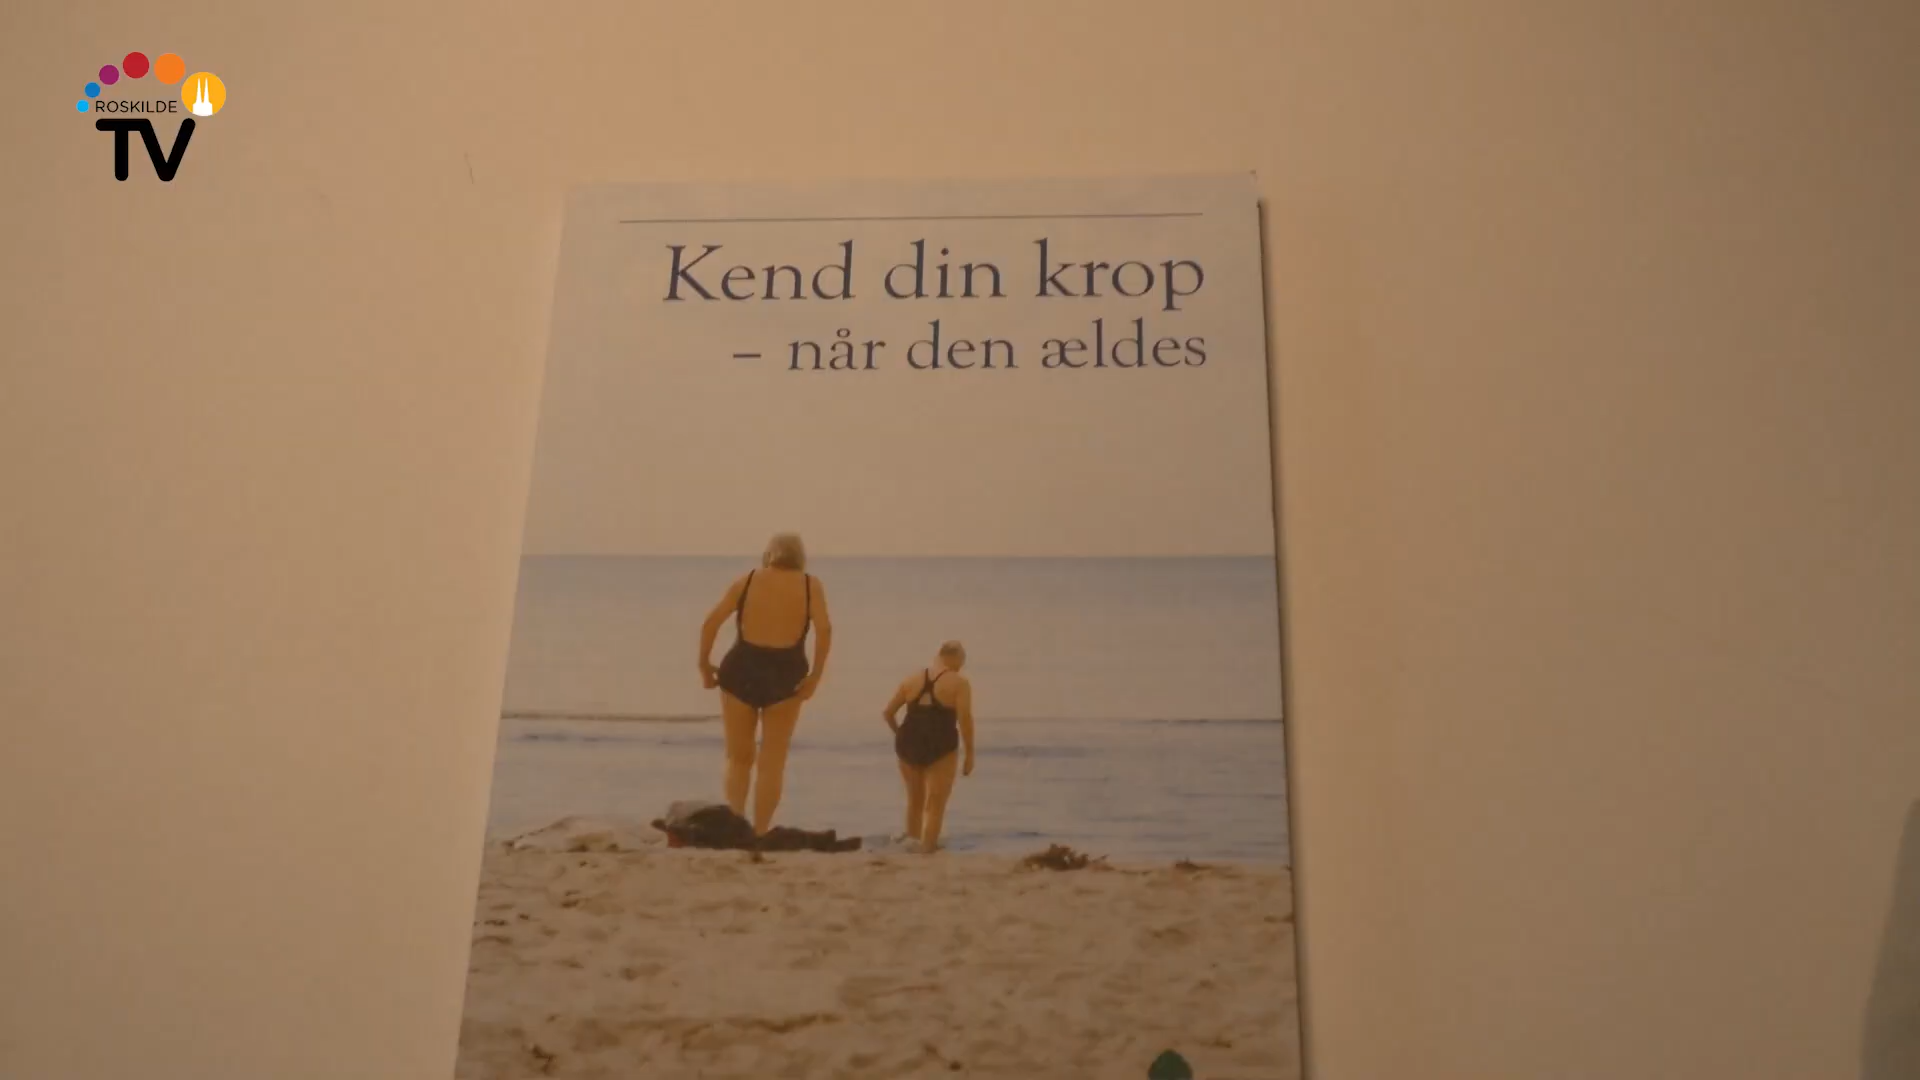 ROSKILDE
TV
Kend din krop
– når den ældes